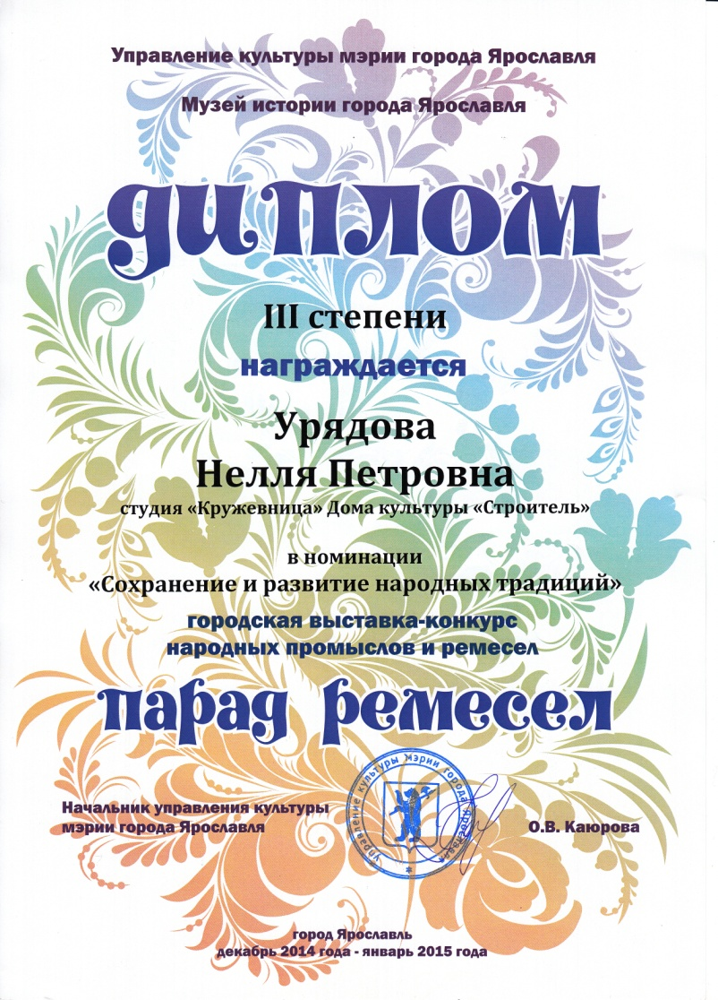 Управление культуры мэрии города Ярославля
Музей истории города Ярославля
диплом
III степени
награждается
Урядова
Нелля Петровна
студия «Кружевница» Дома культуры «Строитель»
в номинации
«Сохранение и развитие народных традиций»
городская выставка-конкурс
народных промыслов и ремесел
парад ремесел
Начальник управления культуры
мэрии города Ярославля
управление культуры мэрии города Ярославля
О.В. Каюрова
город Ярославль
декабрь 2014 года - январь 2015 года